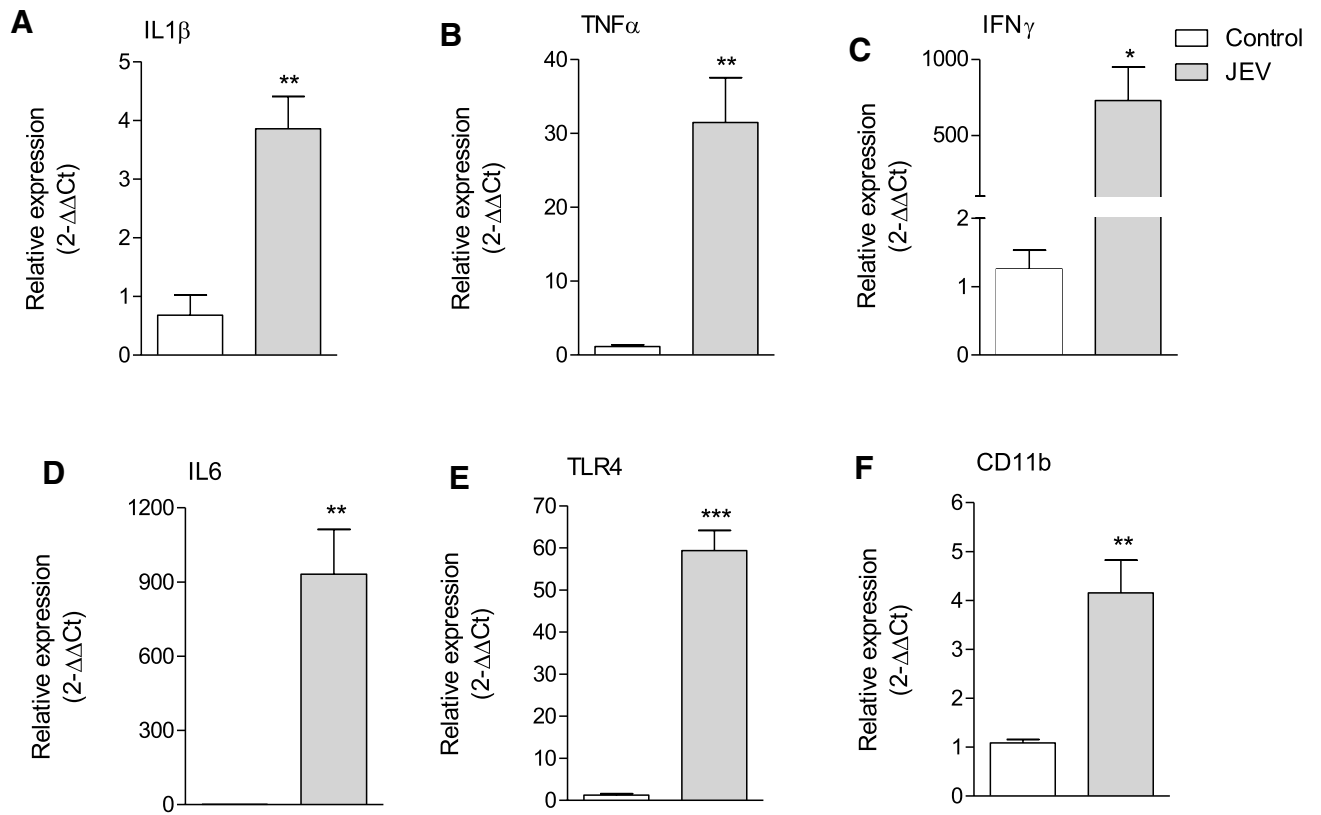 A
IL1β
5
4
3
2
1
0
Relative expression
(2-ΔΔCt)
**
B
TNFα
40
30
20
10
0
Relative expression
(2-ΔΔCt)
**
C
IFNγ
1000
500
2
1
0
Relative expression
(2-ΔΔCt)
*
Control
JEV
D
IL6
1200
900
600
300
0
Relative expression
(2-ΔΔCt)
**
E
TLR4
70
60
50
40
30
20
10
0
Relative expression
(2-ΔΔCt)
***
F
CD11b
6
5
4
3
2
1
0
Relative expression
(2-ΔΔCt)
**